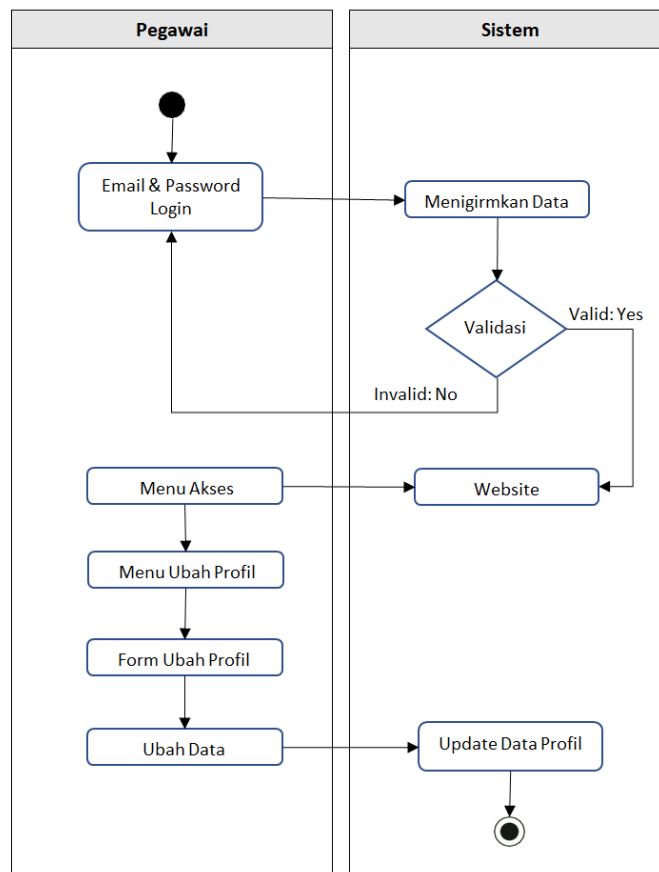 Pegawai
Sistem
Email & Password
Login
Menigirmkan Data
Validasi
Valid: Yes
Invalid: No
Menu Akses
Website
Menu Ubah Profil
Form Ubah Profil
Ubah Data
Update Data Profil